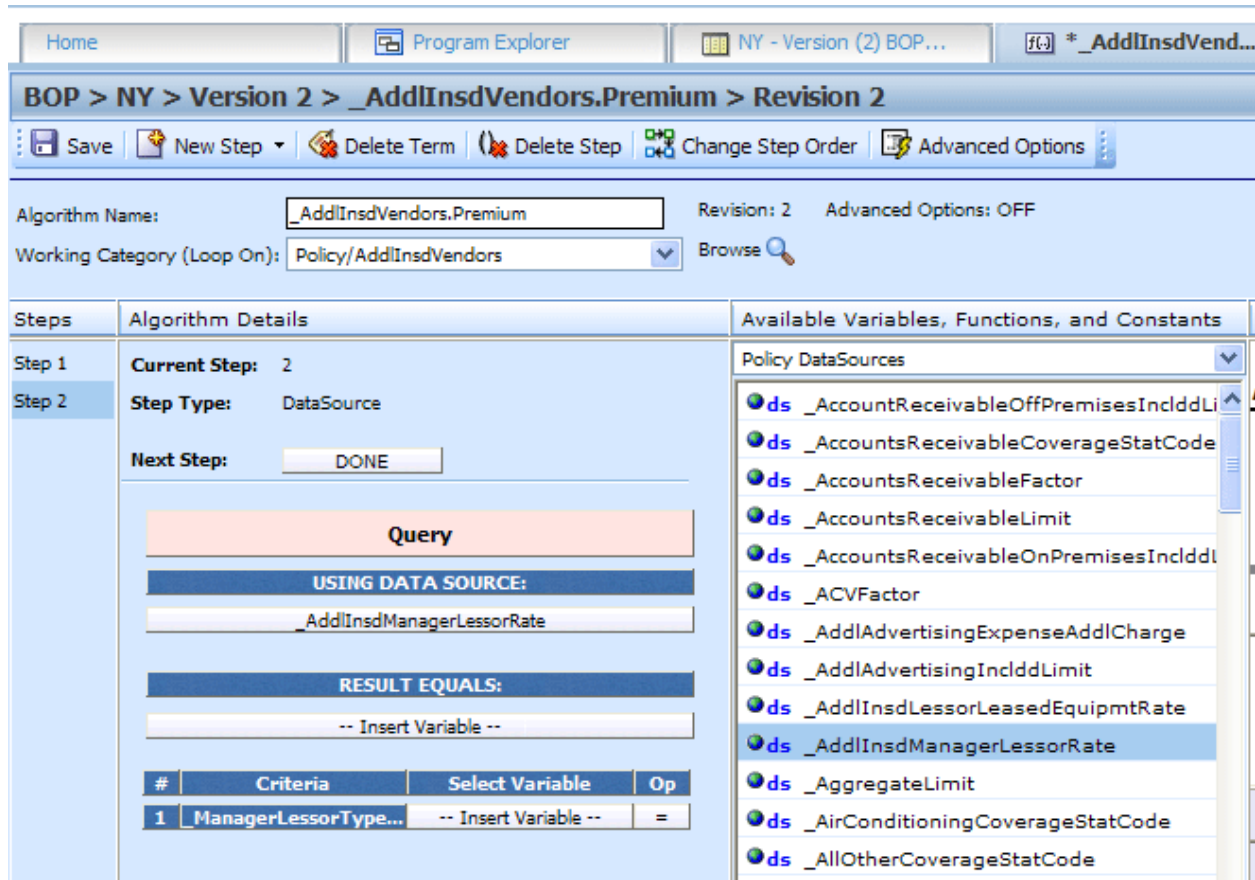 Home
Program Explorer
NY - Version (2) BOP...
f(.) *_AddlInsdVend...
BOP > NY > Version 2 > _AddlInsdVendors.Premium > Revision 2
Save
New Step
Delete Term
Delete Step
Change Step Order
Advanced Options
Algorithm Name:
_AddlInsdVendors.Premium
Revision: 2
Advanced Options: OFF
Working Category (Loop On):
Policy/AddlInsdVendors
Browse
Steps
Algorithm Details
Available Variables, Functions, and Constants
Step 1
Step 2
Current Step: 2
Step Type: DataSource
Next Step: DONE
Query
USING DATA SOURCE:
_AddlInsdManagerLessorRate
RESULT EQUALS:
-- Insert Variable --
# Criteria Select Variable Op
1 _ManagerLessorType... -- Insert Variable -- =
Policy DataSources
ds _AccountReceivableOffPremisesInclddLi
ds _AccountsReceivableCoverageStatCode
ds _AccountsReceivableFactor
ds _AccountsReceivableLimit
ds _AccountsReceivableOnPremisesInclddL
ds _ACVFactor
ds _AddlAdvertisingExpenseAddlCharge
ds _AddlAdvertisingInclddLimit
ds _AddlInsdLessorLeasedEquipmtRate
ds _AddlInsdManagerLessorRate
ds _AggregateLimit
ds _AirConditioningCoverageStatCode
ds _AllOtherCoverageStatCode